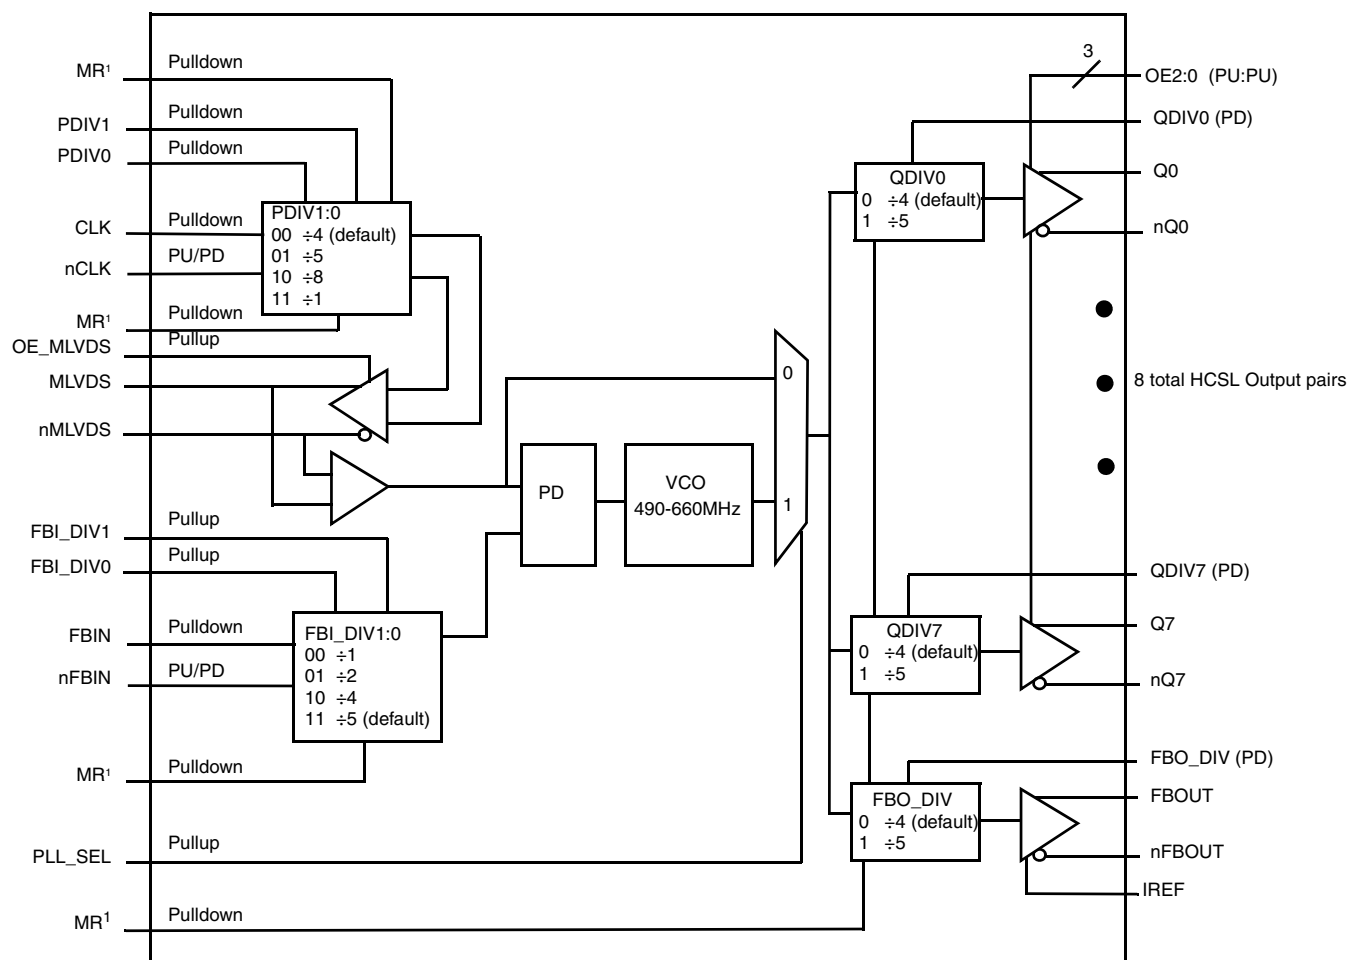 MR¹ Pulldown
PDIV1 Pulldown
PDIV0 Pulldown
CLK Pulldown
nCLK PU/PD
PDIV1:0
00 ÷4 (default)
01 ÷5
10 ÷8
11 ÷1
MR¹ Pulldown
OE_MLVDS Pullup
MLVDS
nMLVDS
PD
VCO
490-660MHz
0
1
FBI_DIV1 Pullup
FBI_DIV0 Pullup
FBIN Pulldown
nFBIN PU/PD
FBI_DIV1:0
00 ÷1
01 ÷2
10 ÷4
11 ÷5 (default)
MR¹ Pulldown
PLL_SEL Pullup
MR¹ Pulldown
3
OE2:0 (PU:PU)
QDIV0 (PD)
QDIV0
0 ÷4 (default)
1 ÷5
Q0
nQ0
8 total HCSL Output pairs
QDIV7 (PD)
QDIV7
0 ÷4 (default)
1 ÷5
Q7
nQ7
FBO_DIV (PD)
FBO_DIV
0 ÷4 (default)
1 ÷5
FBOUT
nFBOUT
IREF